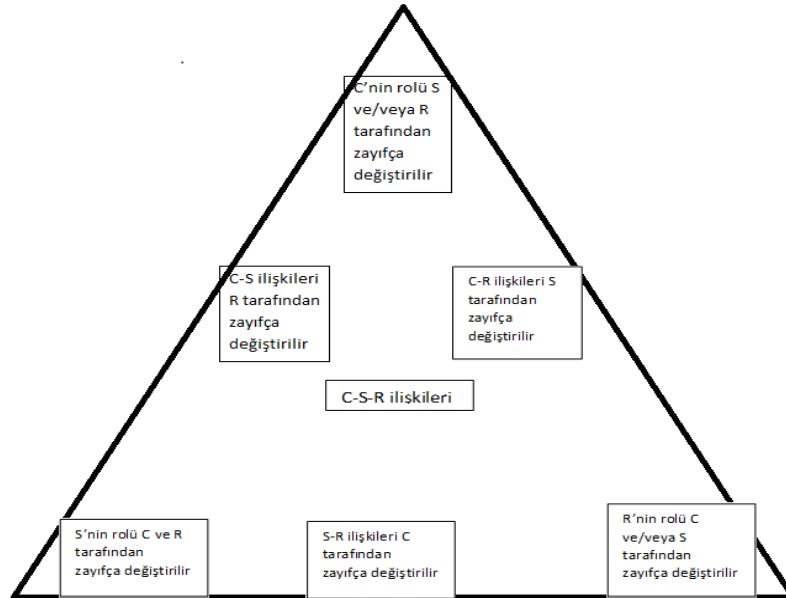 C’nin rolü S
ve/veya R
tarafından
zayıfça
değiştirilir
C-S ilişkileri
R tarafından
zayıfça
değiştirilir
C-R ilişkileri S
tarafından
zayıfça
değiştirilir
C-S-R ilişkileri
S’nin rolü C ve R
tarafından
zayıfça değiştirilir
S-R ilişkileri C
tarafından
zayıfça değiştirilir
R’nin rolü C
ve/veya S
tarafından
zayıfça değiştirilir